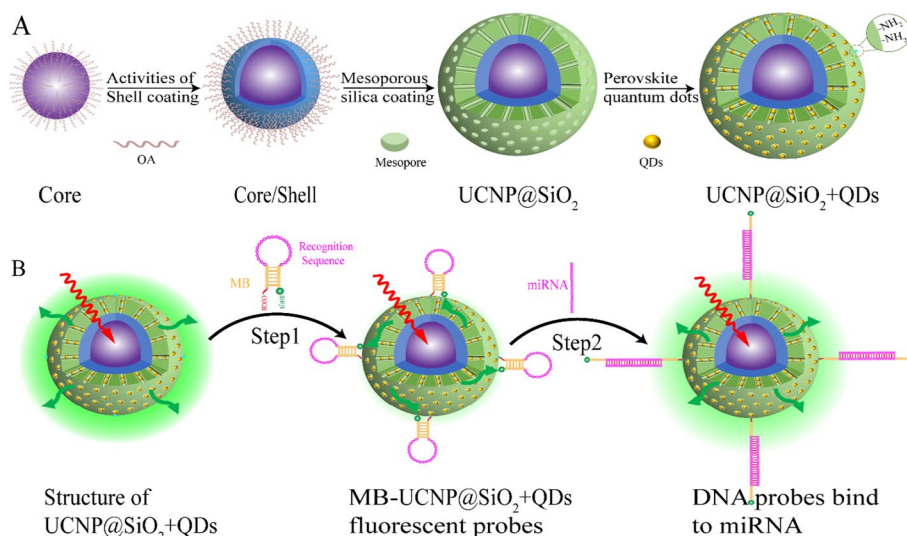 A
-NH2
-NH2
Activities of
Shell coating
Mesoporous
silica coating
Perovskite
quantum dots
OA
Mesopore
QDs
Core
Core/Shell
UCNP@SiO2
UCNP@SiO2+QDs
B
Recognition
Sequence
MB
COOH
miRNA
Step1
Step2
Structure of
UCNP@SiO2+QDs
MB-UCNP@SiO2+QDs
fluorescent probes
DNA probes bind
to miRNA